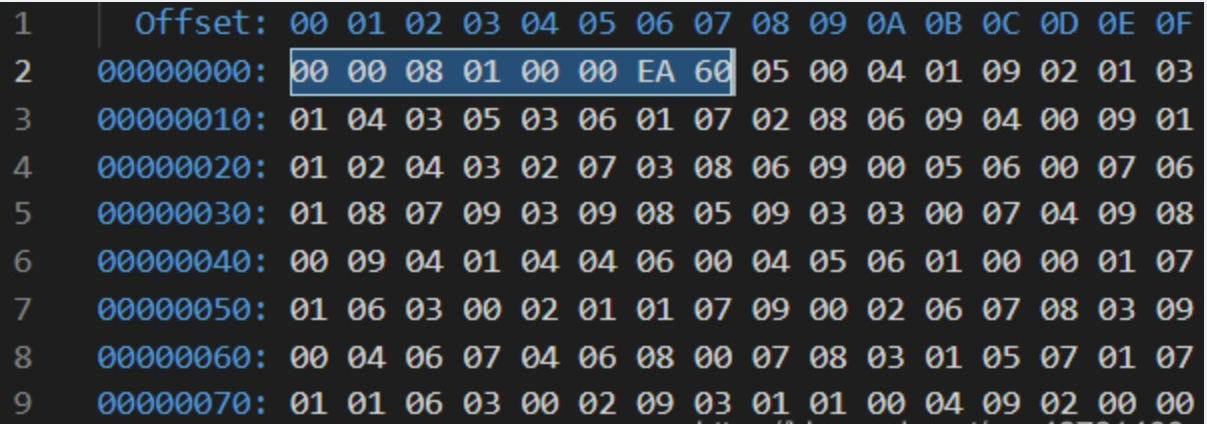 1 Offset: 00 01 02 03 04 05 06 07 08 09 0A 0B 0C 0D 0E 0F
2 00000000: 00 00 08 01 00 00 EA 60 05 00 04 01 09 02 01 03
3 00000010: 01 04 03 05 03 06 01 07 02 08 06 09 04 00 09 01
4 00000020: 01 02 04 03 02 07 03 08 06 09 00 05 06 00 07 06
5 00000030: 01 08 07 09 03 09 08 05 09 03 03 00 07 04 09 08
6 00000040: 00 09 04 01 04 04 06 00 04 05 06 01 00 00 01 07
7 00000050: 01 06 03 00 02 01 01 07 09 00 02 06 07 08 03 09
8 00000060: 00 04 06 07 04 06 08 00 07 08 03 01 05 07 01 07
9 00000070: 01 01 06 03 00 02 09 03 01 01 00 04 09 02 00 00